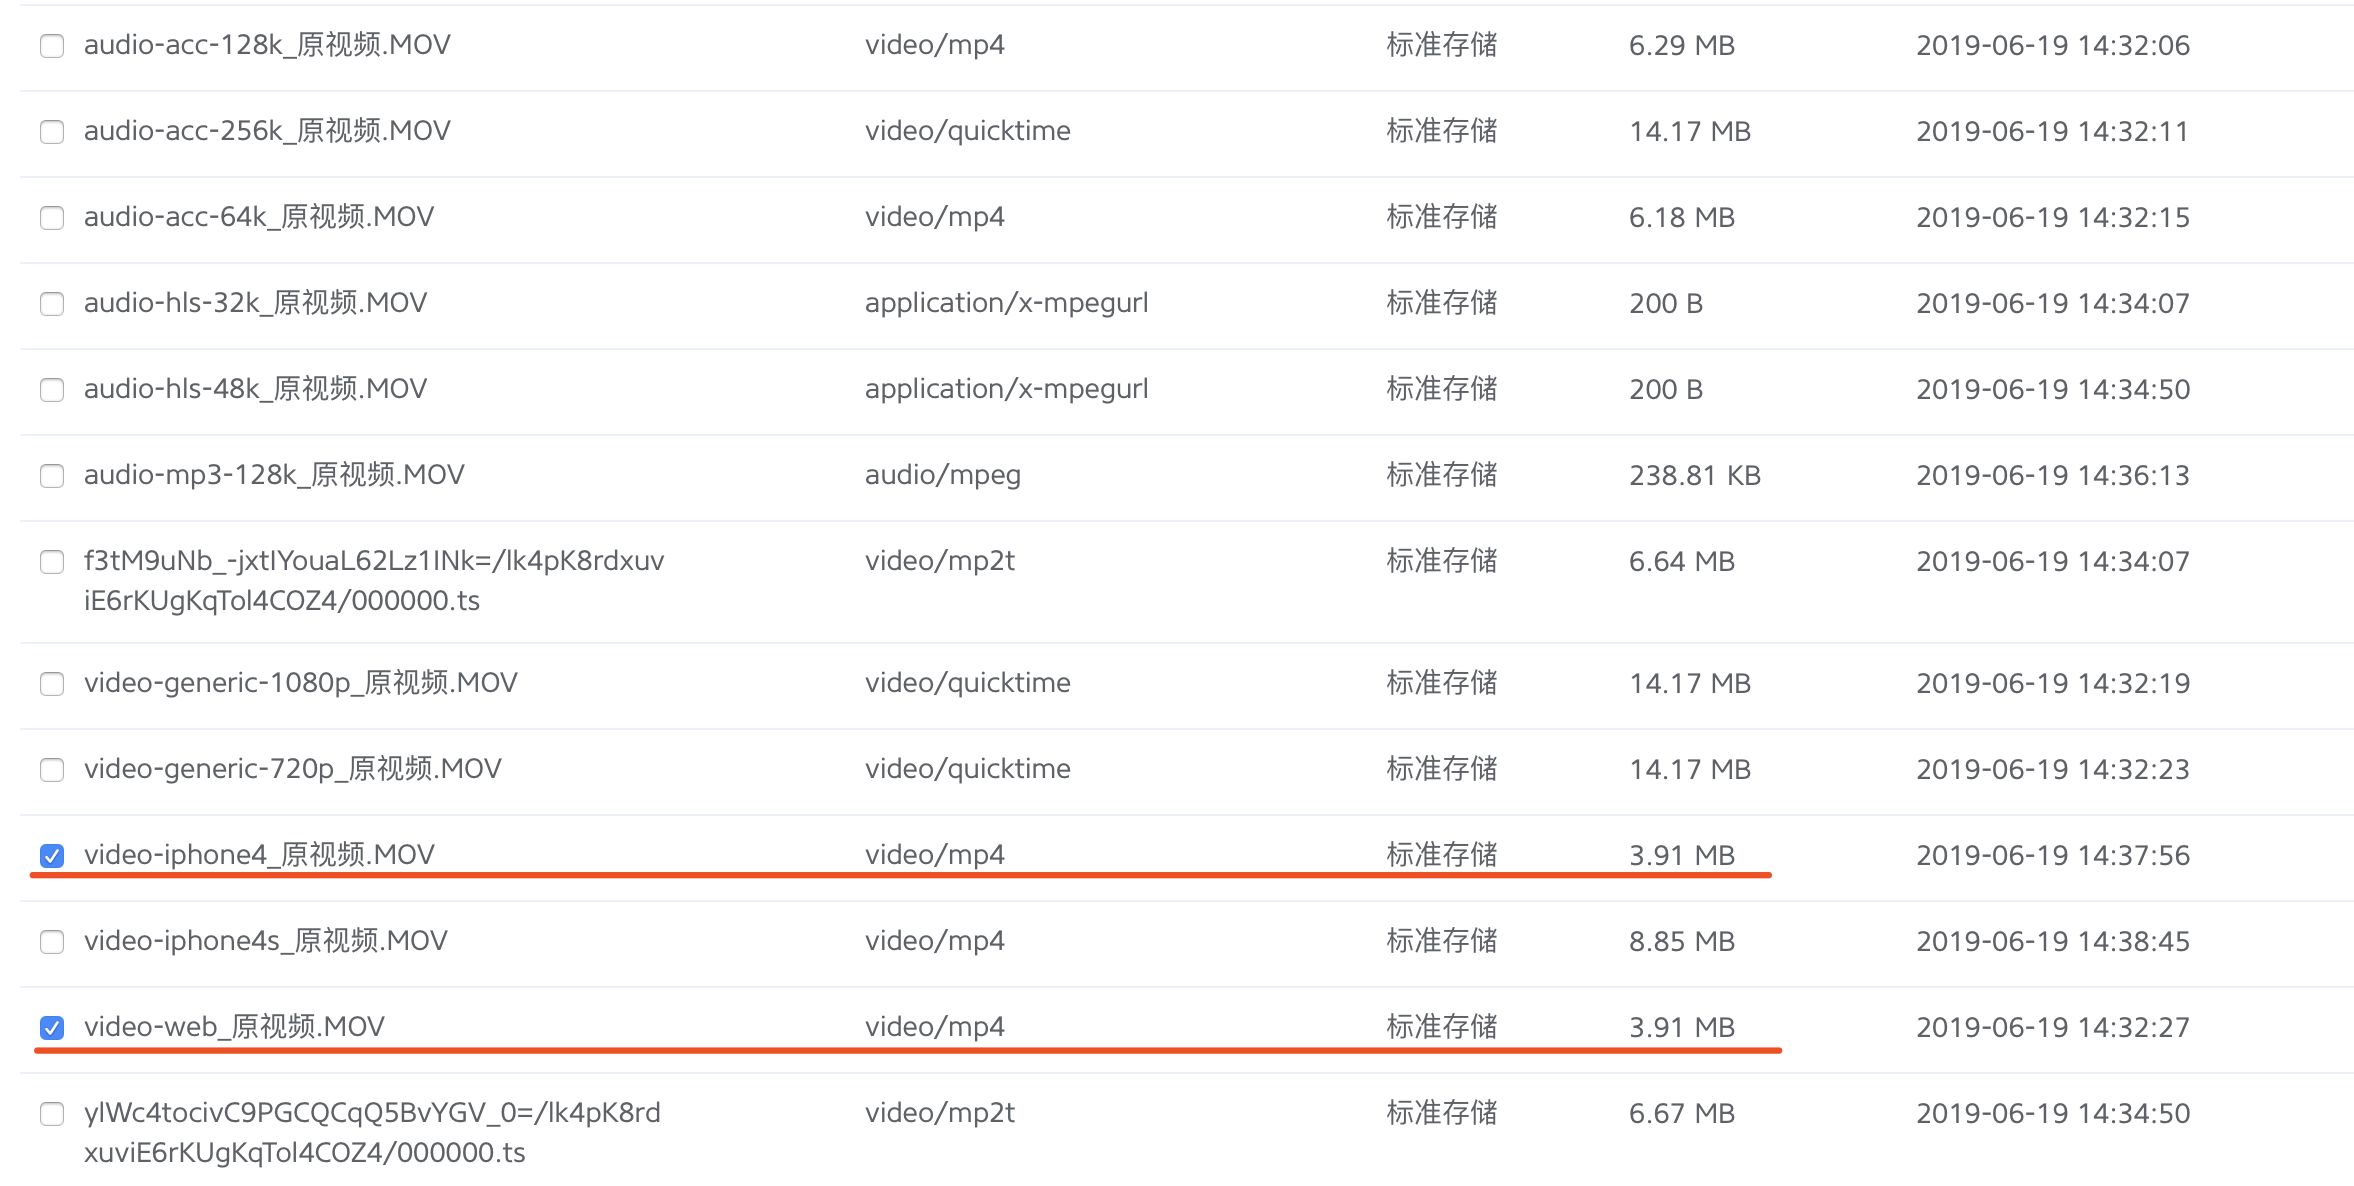 audio-acc-128k_原视频.MOV video/mp4 标准存储 6.29 MB 2019-06-19 14:32:06
audio-acc-256k_原视频.MOV video/quicktime 标准存储 14.17 MB 2019-06-19 14:32:11
audio-acc-64k_原视频.MOV video/mp4 标准存储 6.18 MB 2019-06-19 14:32:15
audio-hls-32k_原视频.MOV application/x-mpegurl 标准存储 200 B 2019-06-19 14:34:07
audio-hls-48k_原视频.MOV application/x-mpegurl 标准存储 200 B 2019-06-19 14:34:50
audio-mp3-128k_原视频.MOV audio/mpeg 标准存储 238.81 KB 2019-06-19 14:36:13
f3tM9uNb_-jxtIYouaL62Lz1INk=/lk4pK8rdxuv video/mp2t 标准存储 6.64 MB 2019-06-19 14:34:07
iE6rKUgKqTol4COZ4/000000.ts
video-generic-1080p_原视频.MOV video/quicktime 标准存储 14.17 MB 2019-06-19 14:32:19
video-generic-720p_原视频.MOV video/quicktime 标准存储 14.17 MB 2019-06-19 14:32:23
video-iphone4_原视频.MOV video/mp4 标准存储 3.91 MB 2019-06-19 14:37:56
video-iphone4s_原视频.MOV video/mp4 标准存储 8.85 MB 2019-06-19 14:38:45
video-web_原视频.MOV video/mp4 标准存储 3.91 MB 2019-06-19 14:32:27
ylWc4tocivC9PGCQCqQ5BvYGV_0=/lk4pK8rd video/mp2t 标准存储 6.67 MB 2019-06-19 14:34:50
xuviE6rKUgKqTol4COZ4/000000.ts